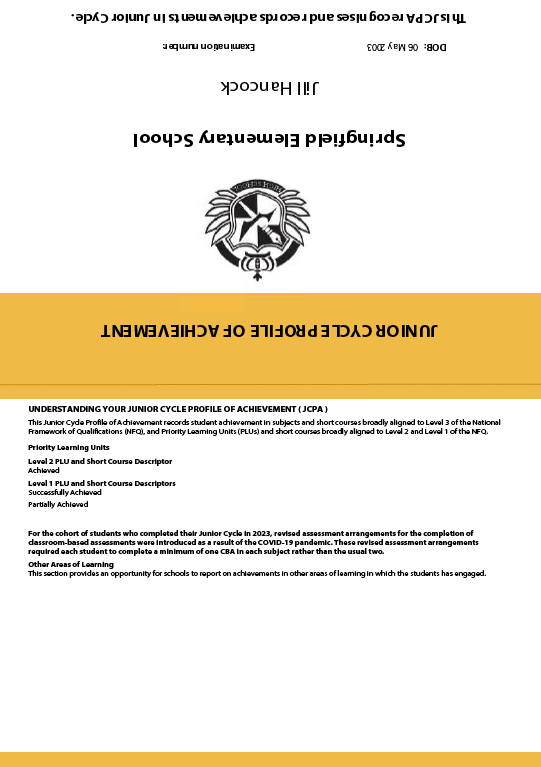 JUNIOR CYCLE PROFILE OF ACHIEVEMENT
Springfield Elementary School
Jill Hancock
DOB: 06 May 2003 Examination number:
This JCPA recognises and records achievements in Junior Cycle.
UNDERSTANDING YOUR JUNIOR CYCLE PROFILE OF ACHIEVEMENT ( JCPA )
This Junior Cycle Profile of Achievement records student achievement in subjects and short courses broadly aligned to Level 3 of the National
Framework of Qualifications (NFQ), and Priority Learning Units (PLUs) and short courses broadly aligned to Level 2 and Level 1 of the NFQ.
Priority Learning Units
Level 2 PLU and Short Course Descriptor
Achieved
Level 1 PLU and Short Course Descriptors
Successfully Achieved
Partially Achieved
For the cohort of students who completed their Junior Cycle in 2023, revised assessment arrangements for the completion of
classroom-based assessments were introduced as a result of the COVID-19 pandemic. These revised assessment arrangements
required each student to complete a minimum of one CBA in each subject rather than the usual two.
Other Areas of Learning
This section provides an opportunity for schools to report on achievements in other areas of learning in which the students has engaged.